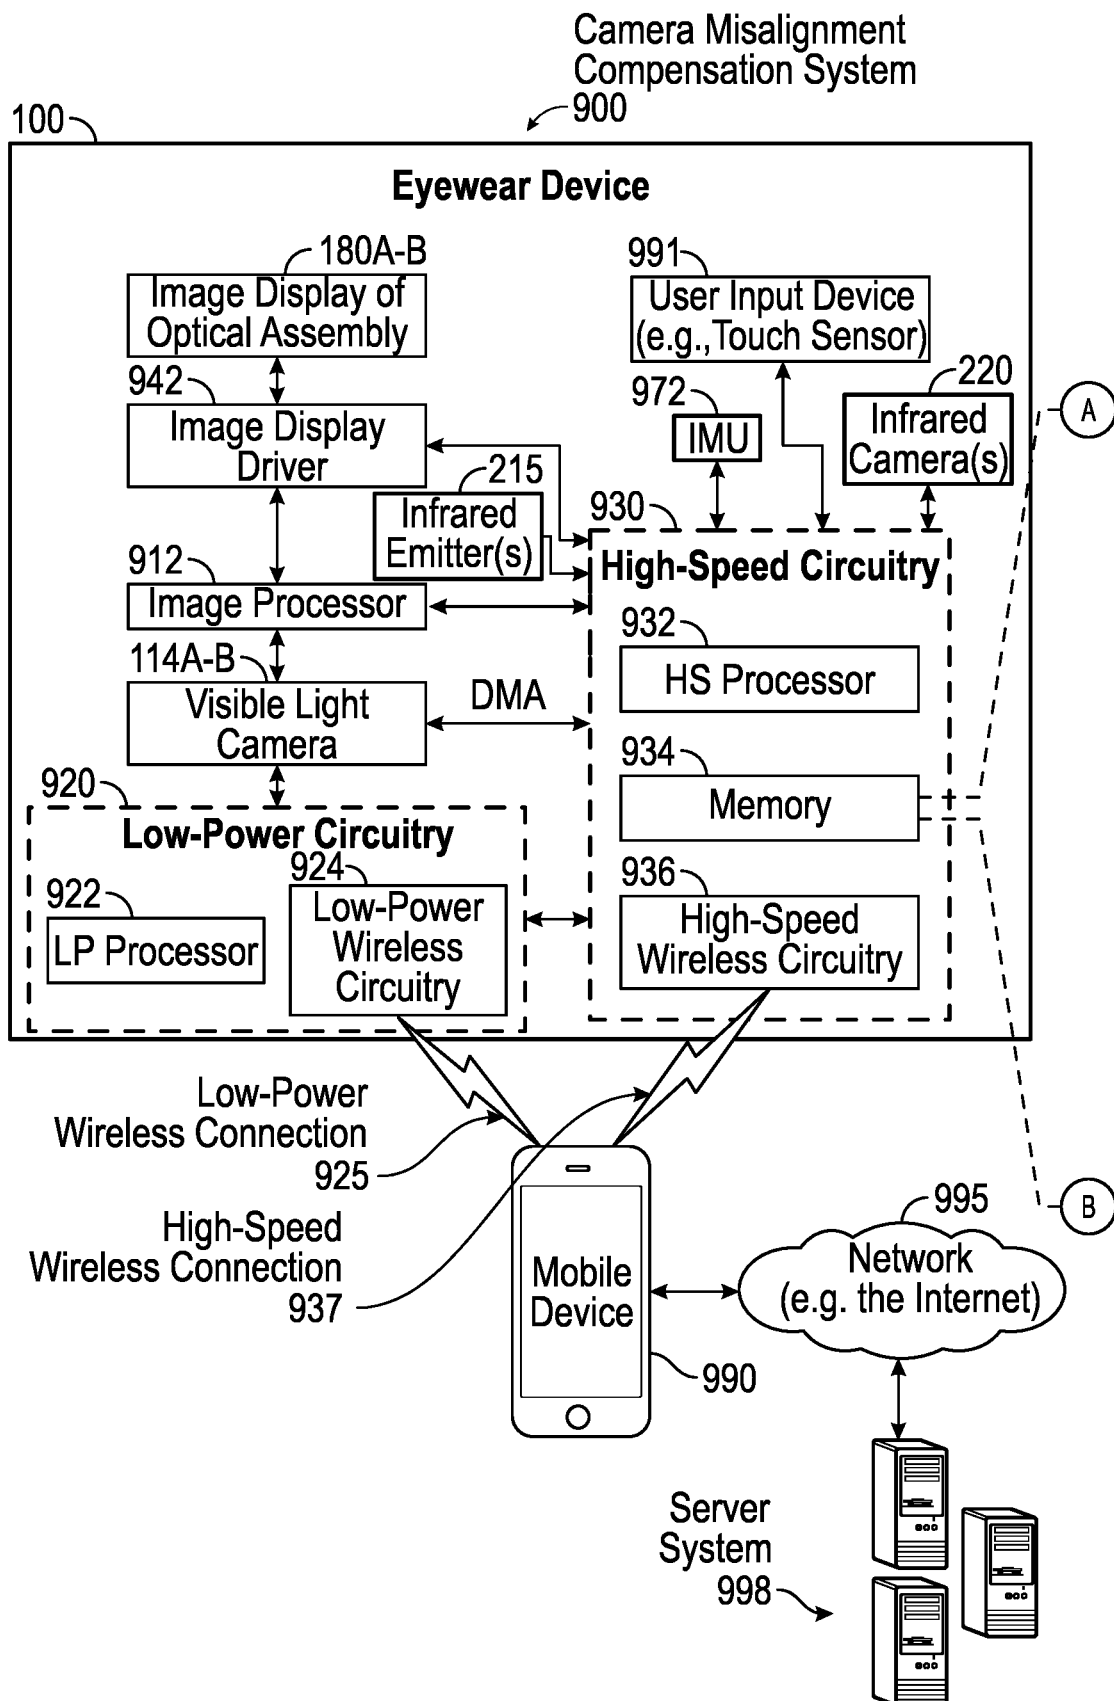 Camera Misalignment
Compensation System
900
100
Eyewear Device
180A-B
Image Display of
Optical Assembly
991
User Input Device
(e.g.,Touch Sensor)
942
Image Display
Driver
972
IMU
220
Infrared
Camera(s)
A
215
Infrared
Emitter(s)
930
High-Speed Circuitry
912
Image Processor
932
HS Processor
114A-B
Visible Light
Camera
DMA
934
Memory
920
Low-Power Circuitry
922
LP Processor
924
Low-Power
Wireless
Circuitry
936
High-Speed
Wireless Circuitry
Low-Power
Wireless Connection
925
High-Speed
Wireless Connection
937
Mobile
Device
990
B
995
Network
(e.g. the Internet)
Server
System
998